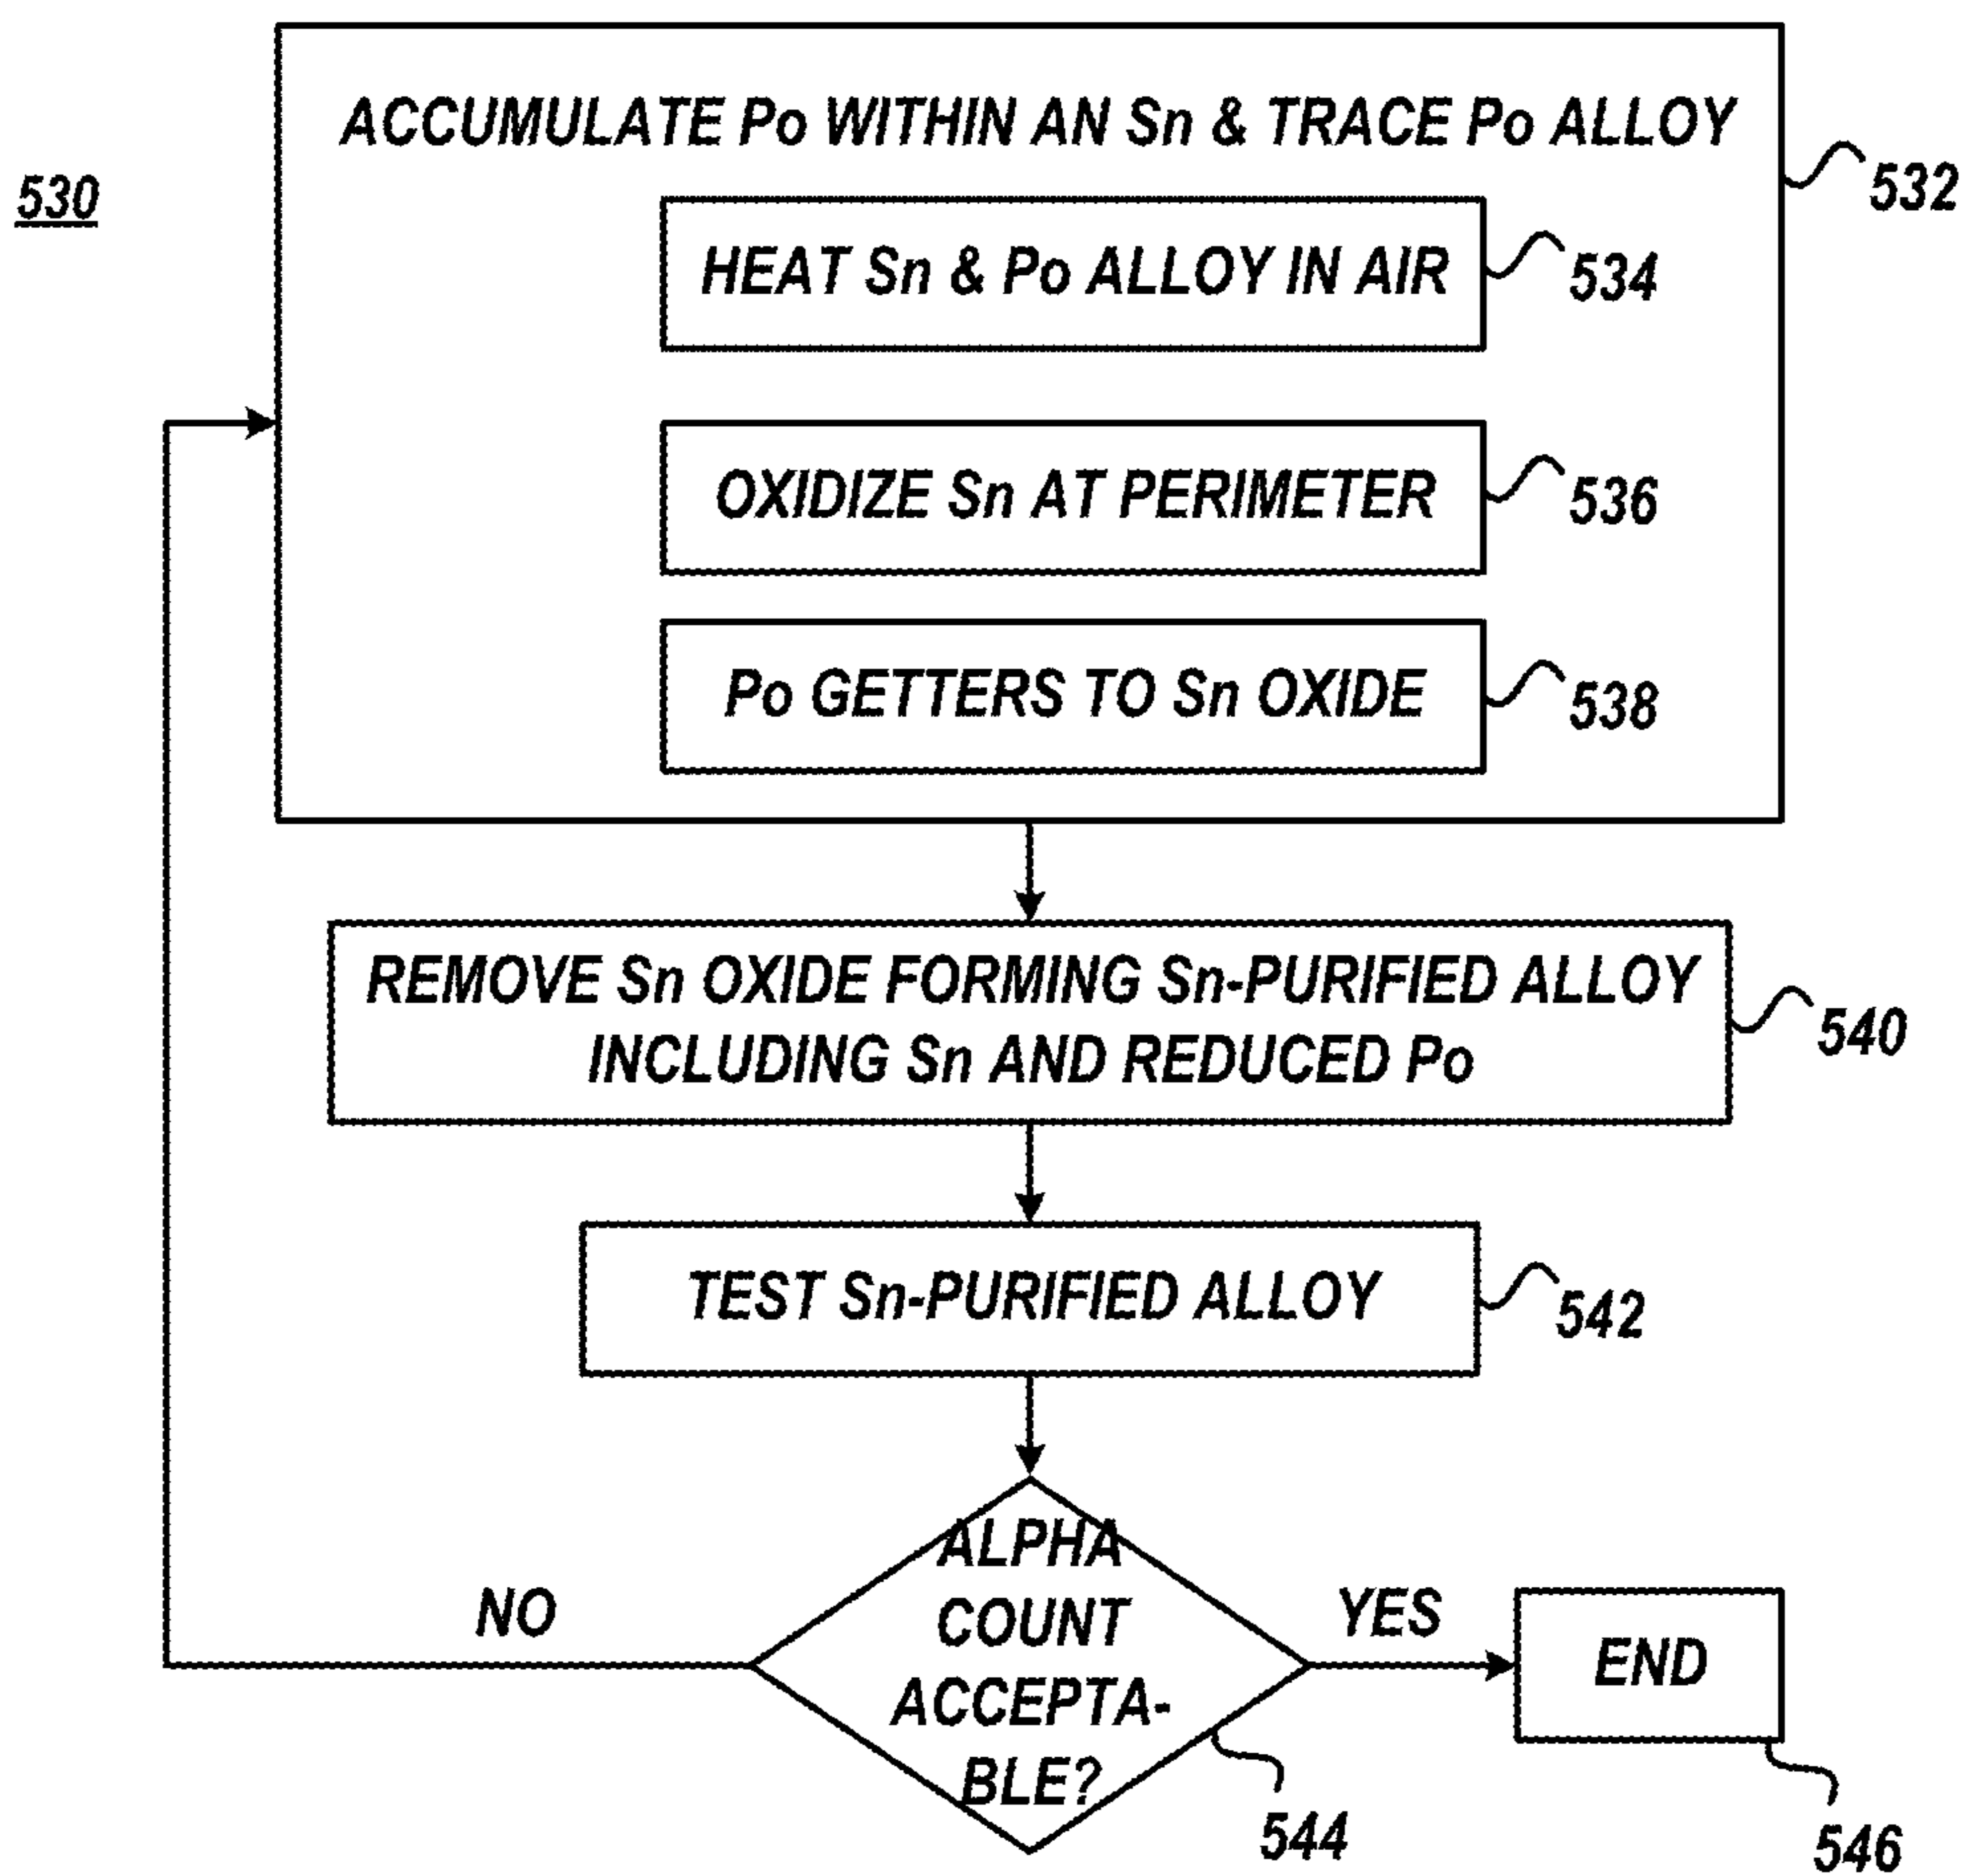 530
ACCUMULATE Po WITHIN AN Sn & TRACE Po ALLOY
532
HEAT Sn & Po ALLOY IN AIR
534
OXIDIZE Sn AT PERIMETER
536
Po GETTERS TO Sn OXIDE
538
REMOVE Sn OXIDE FORMING Sn-PURIFIED ALLOY
INCLUDING Sn AND REDUCED Po
540
TEST Sn-PURIFIED ALLOY
542
ALPHA
COUNT
ACCEPTA-
BLE?
544
NO
YES
END
546